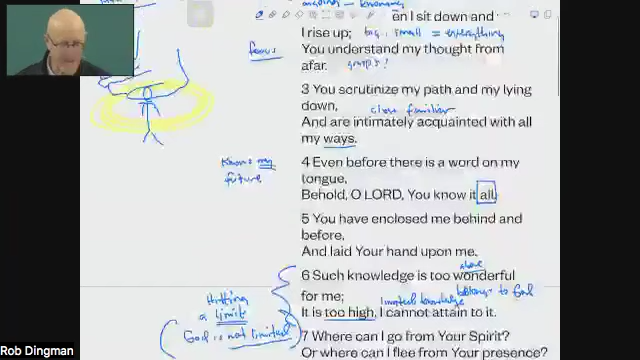 en I sit down and
I rise up; big, small = everything
You understand my thought from
focus
afar. grasps?
3 You scrutinize my path and my lying
down, close familiar
And are intimately acquainted with all
my ways.
Knows my
future
4 Even before there is a word on my
tongue,
Behold, O LORD, You know it all.
5 You have enclosed me behind and
before,
And laid Your hand upon me.
above
6 Such knowledge is too wonderful
for me; belongs to God
limited knowledge
It is too high, I cannot attain to it.
Hitting
a limit
(God is not limited)
7 Where can I go from Your Spirit?
Or where can I flee from Your presence?
Rob Dingman